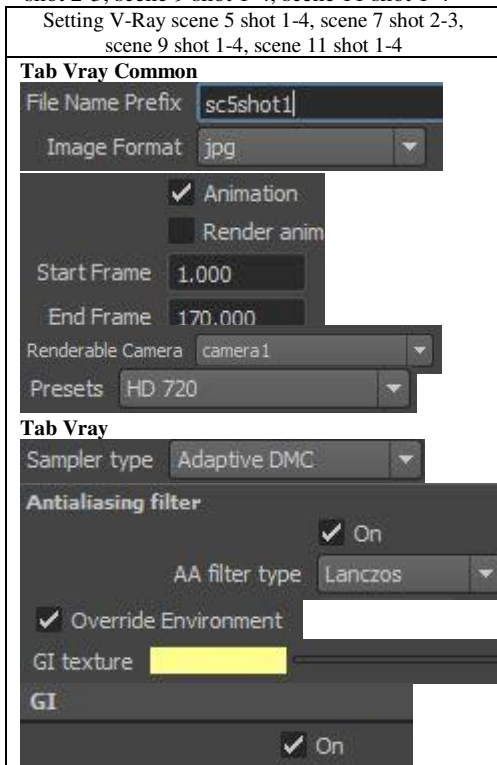 Setting V-Ray scene 5 shot 1-4, scene 7 shot 2-3,
scene 9 shot 1-4, scene 11 shot 1-4
Tab Vray Common
File Name Prefix sc5shot1
Image Format jpg
Animation
Render anim
Start Frame 1.000
End Frame 170.000
Renderable Camera camera1
Presets HD 720
Tab Vray
Sampler type Adaptive DMC
Antialiasing filter
On
AA filter type Lanczos
Override Environment
GI texture
GI
On